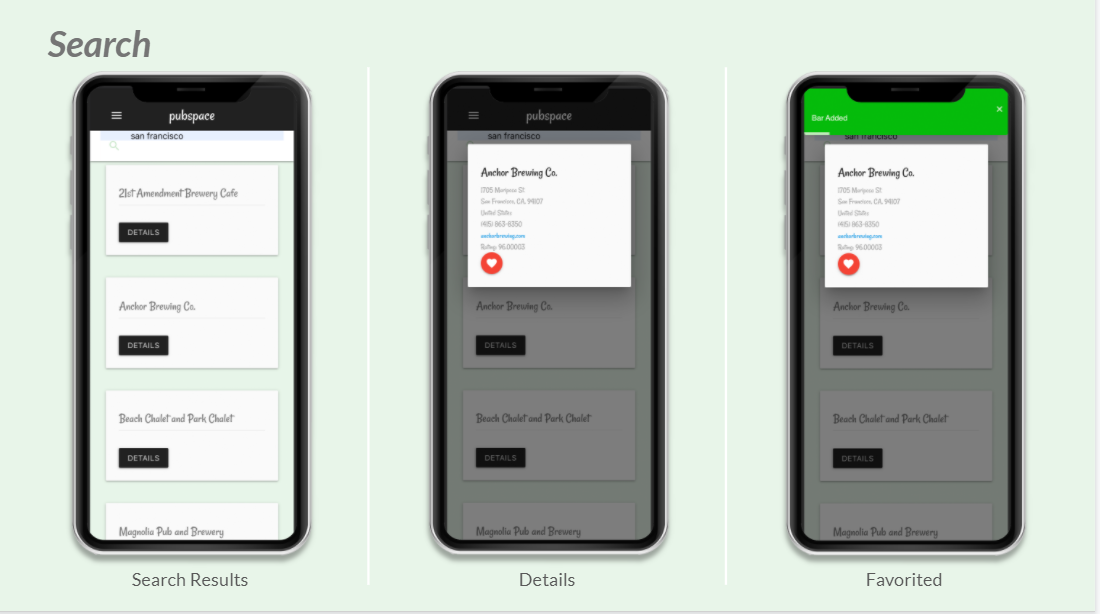 Search
pubspace
san francisco
21st Amendment Brewery Cafe
DETAILS
Anchor Brewing Co.
DETAILS
Beach Chalet and Park Chalet
DETAILS
Magnolia Pub and Brewery
Search Results
pubspace
san francisco
Anchor Brewing Co.
1705 Mariposa St
San Francisco, CA, 94107
United States
(415) 863-8350
anchorbrewing.com
Rating: 96.00003
Anchor Brewing Co.
DETAILS
Beach Chalet and Park Chalet
DETAILS
Magnolia Pub and Brewery
Details
Bar Added
san francisco
Anchor Brewing Co.
1705 Mariposa St
San Francisco, CA, 94107
United States
(415) 863-8350
anchorbrewing.com
Rating: 96.00003
Anchor Brewing Co.
DETAILS
Beach Chalet and Park Chalet
DETAILS
Magnolia Pub and Brewery
Favorited